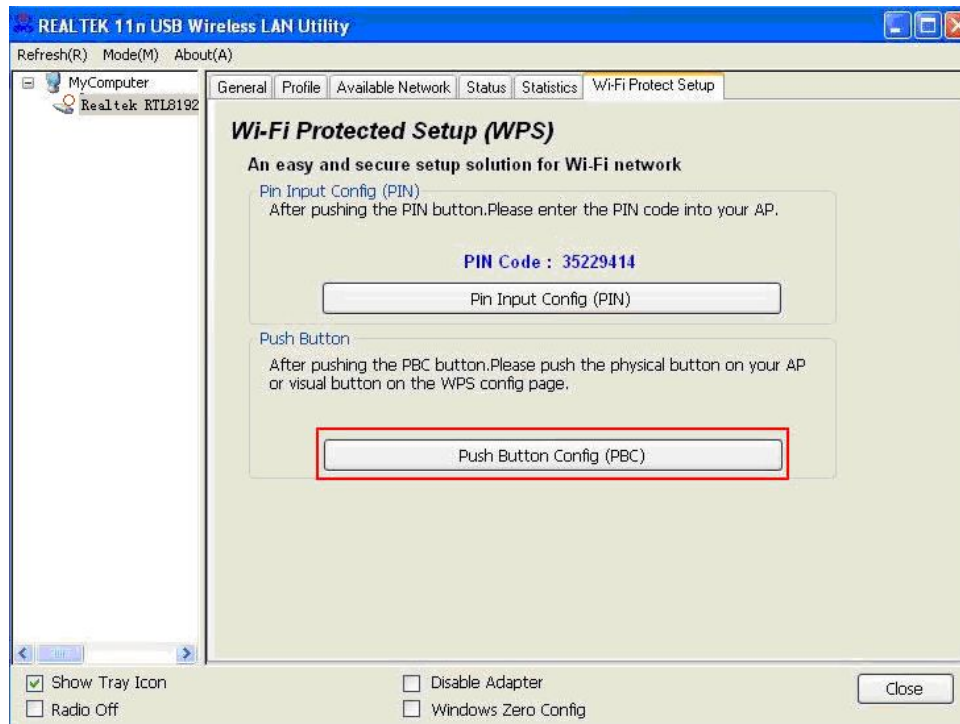 REALTEK 11n USB Wireless LAN Utility
Refresh(R) Mode(M) About(A)
MyComputer
Realtek RTL8192
General Profile Available Network Status Statistics Wi-Fi Protect Setup
Wi-Fi Protected Setup (WPS)
An easy and secure setup solution for Wi-Fi network
Pin Input Config (PIN)
After pushing the PIN button.Please enter the PIN code into your AP.
PIN Code : 35229414
Pin Input Config (PIN)
Push Button
After pushing the PBC button.Please push the physical button on your AP
or visual button on the WPS config page.
Push Button Config (PBC)
Show Tray Icon
Radio Off
Disable Adapter
Windows Zero Config
Close